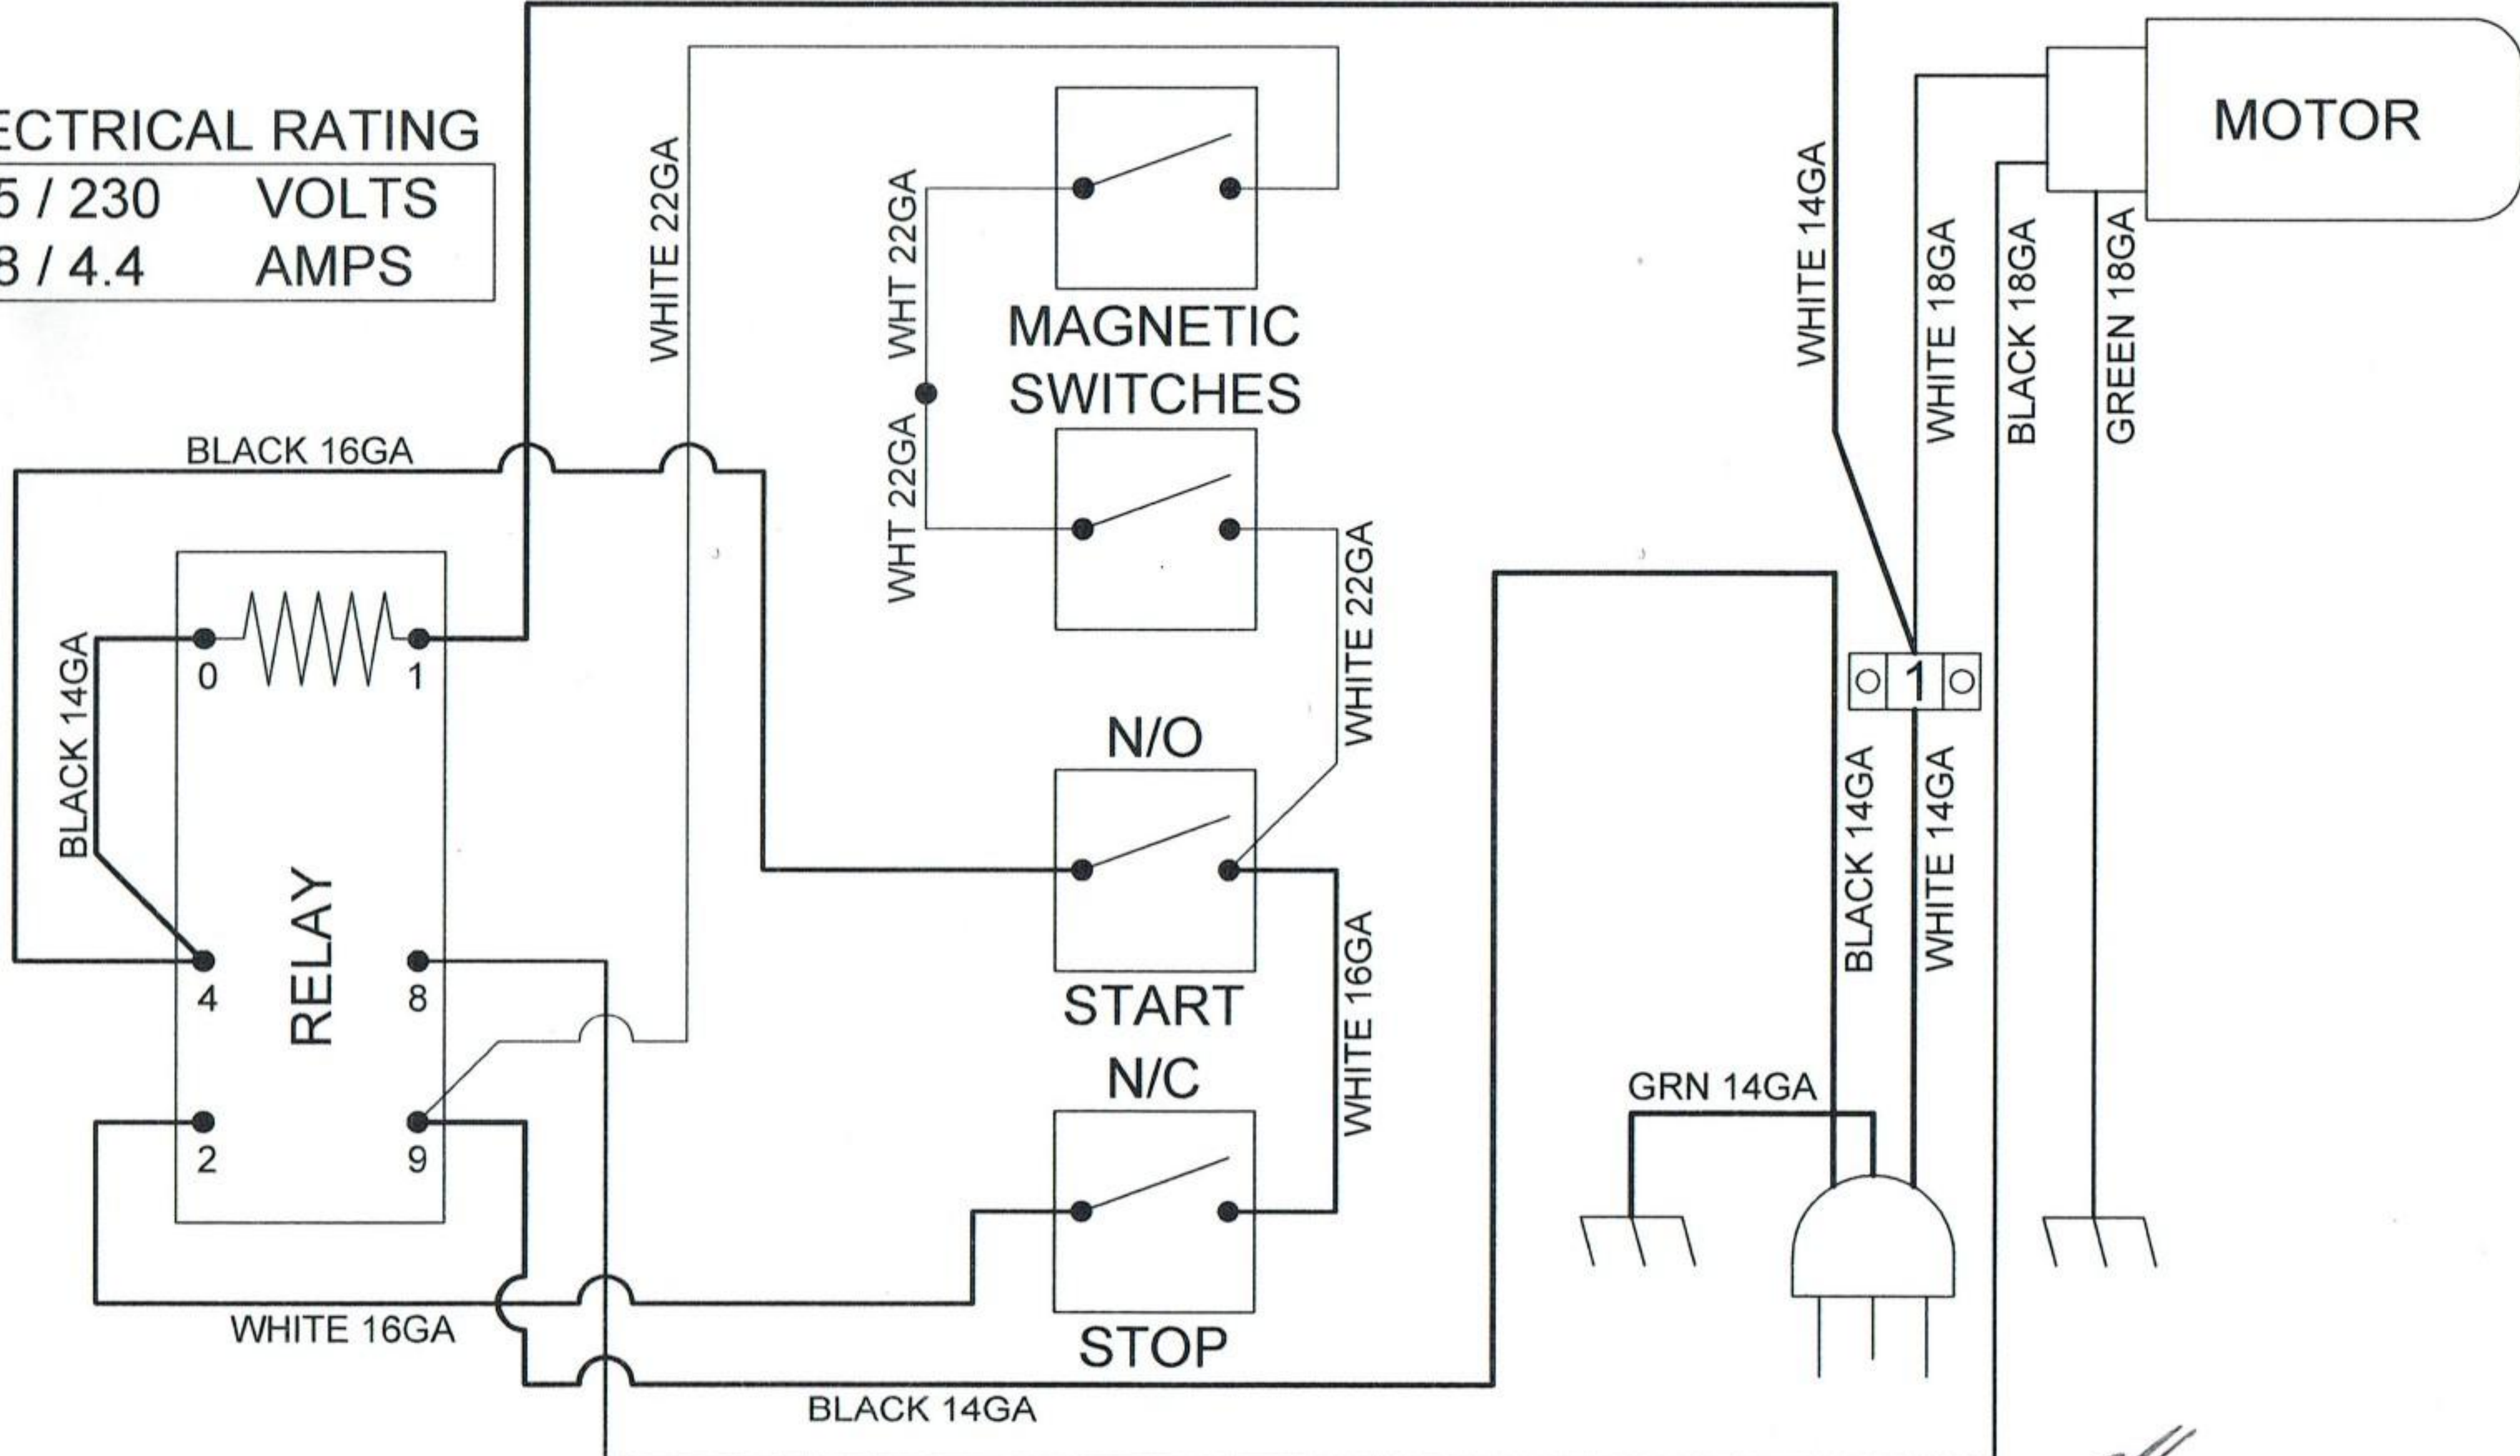 ECTRICAL RATING
5 / 230 VOLTS
8 / 4.4 AMPS
MOTOR
WHITE 22GA
WHT 22GA
MAGNETIC
SWITCHES
WHT 22GA
WHITE 14GA
WHITE 18GA
BLACK 18GA
GREEN 18GA
BLACK 16GA
WHITE 22GA
0
1
BLACK 14GA
N/O
1
BLACK 14GA
WHITE 14GA
RELAY
4
8
START
N/C
WHITE 16GA
GRN 14GA
2
9
WHITE 16GA
STOP
BLACK 14GA